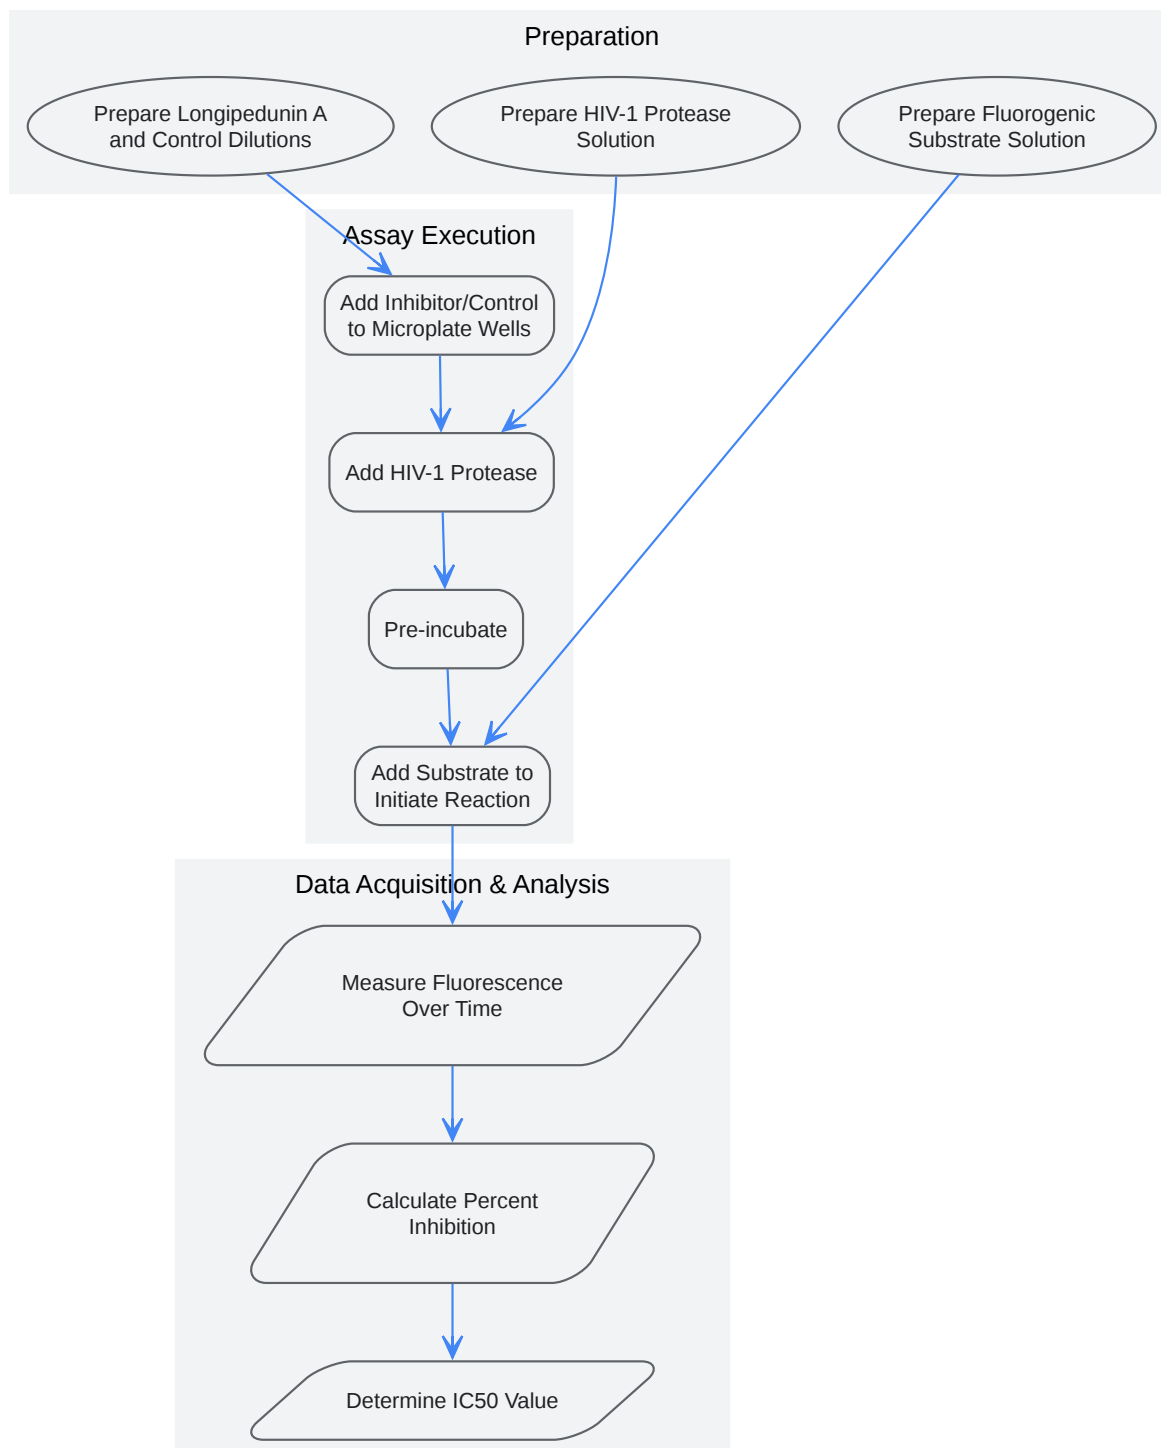 Preparation
Prepare Longipedunin A
and Control Dilutions
Prepare HIV-1 Protease
Solution
Prepare Fluorogenic
Substrate Solution
Assay Execution
Add Inhibitor/Control
to Microplate Wells
Add HIV-1 Protease
Pre-incubate
Add Substrate to
Initiate Reaction
Data Acquisition & Analysis
Measure Fluorescence
Over Time
Calculate Percent
Inhibition
Determine IC50 Value